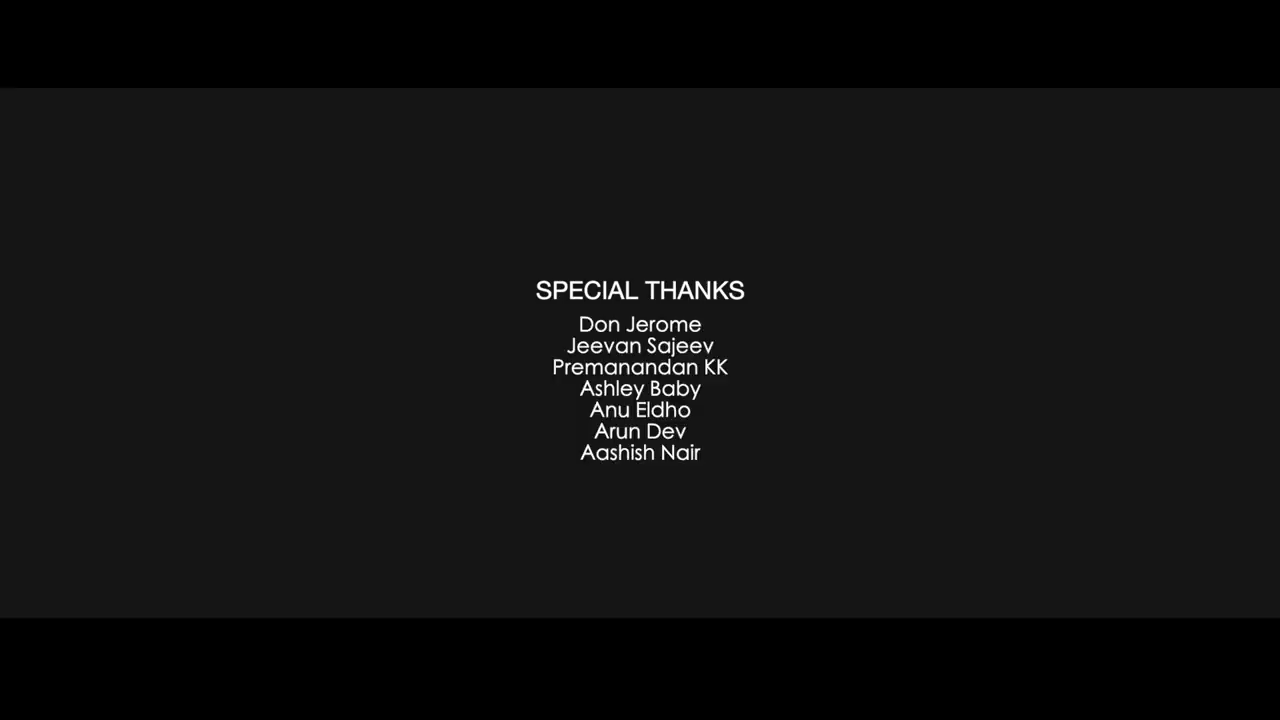 SPECIAL THANKS
Don Jerome
Jeevan Sajeev
Premanandan KK
Ashley Baby
Anu Eldho
Arun Dev
Aashish Nair